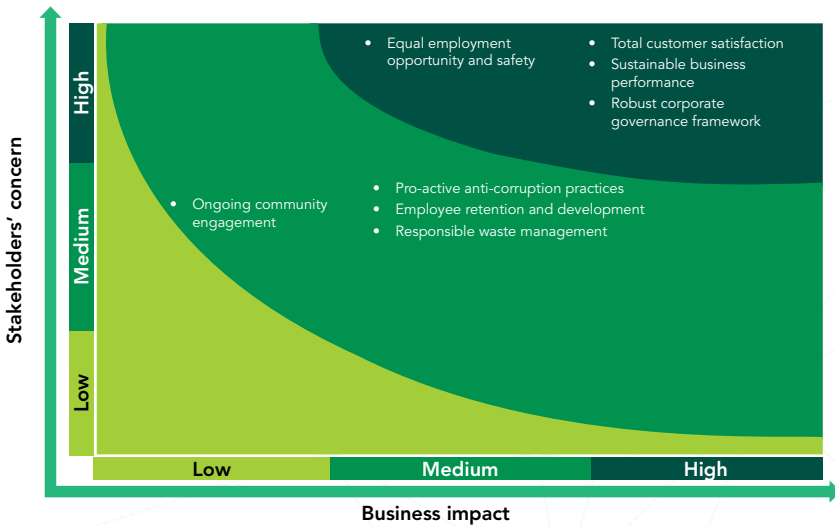 Stakeholders' concern
High
Medium
Low
• Equal employment
opportunity and safety
• Total customer satisfaction
• Sustainable business
performance
• Robust corporate
governance framework
• Ongoing community
engagement
• Pro-active anti-corruption practices
• Employee retention and development
• Responsible waste management
Low
Medium
High
Business impact